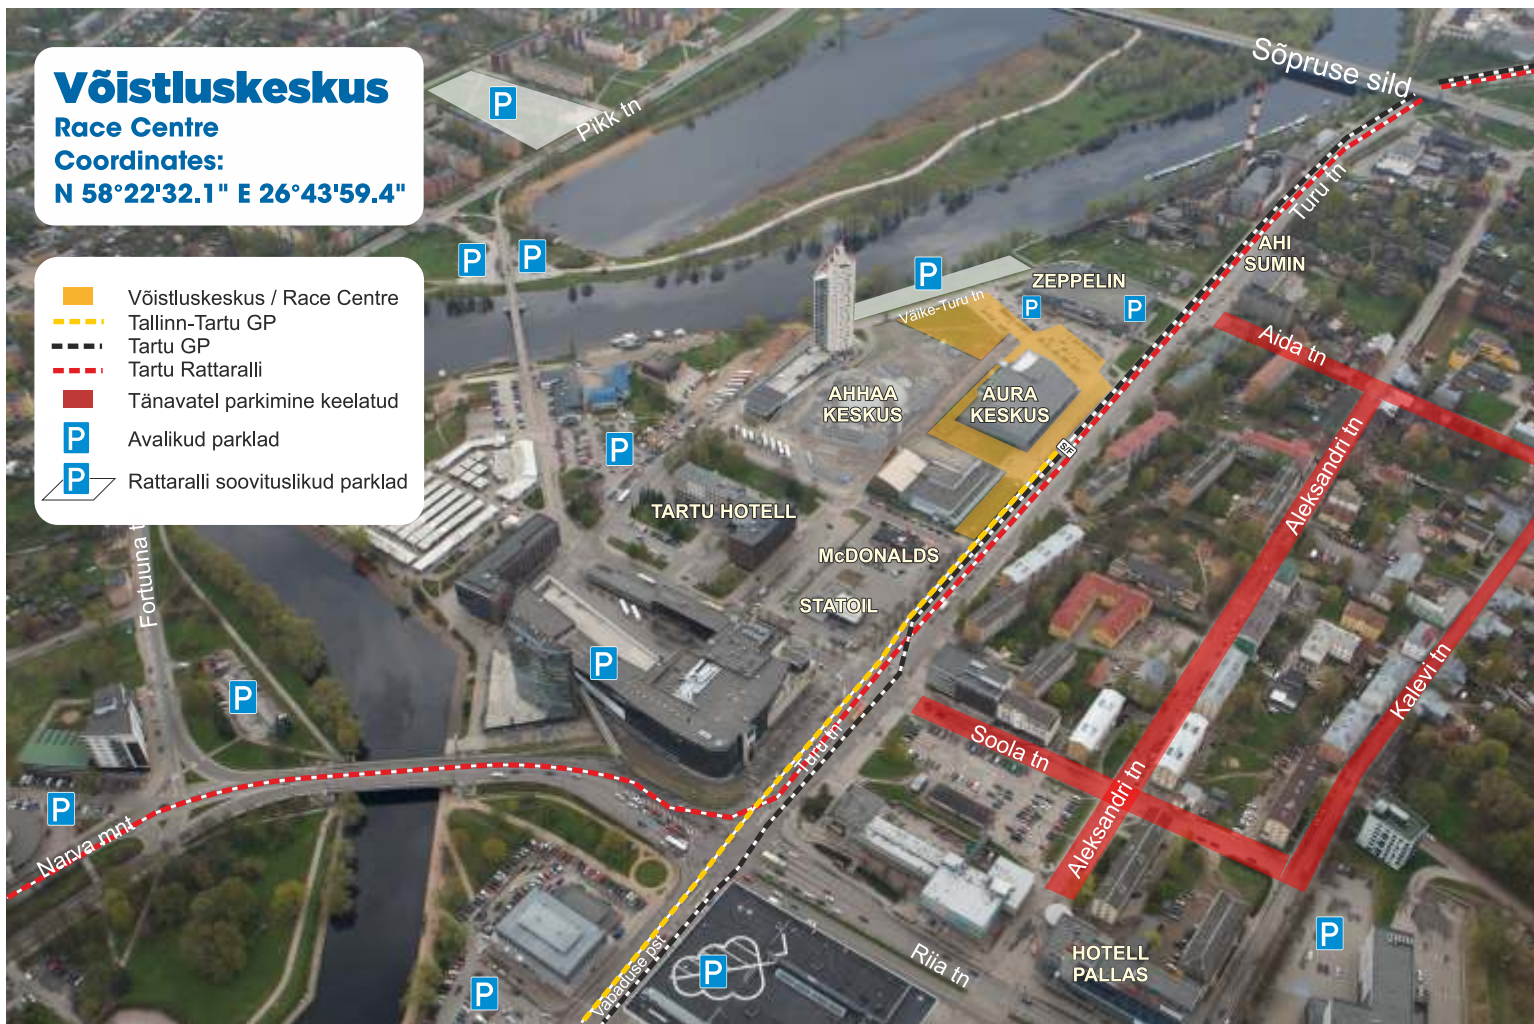 Võistluskeskus
Race Centre
Coordinates:
N 58°22'32.1" E 26°43'59.4"
Võistluskeskus / Race Centre
Tallinn-Tartu GP
Tartu GP
Tartu Rattaralli
Tänavatel parkimine keelatud
P Avalikud parklad
P Rattaralli soovituslikud parklad
Sõpruse sild
P
Pikk tn
Turu tn
P
P
AHI
SUMIN
P
ZEPPELIN
P
P
Väike-Turu tn
Aida tn
AHHAA
KESKUS
AURA
KESKUS
P
S/F
Aleksandri tn
TARTU HOTELL
McDONALDS
STATOIL
Fortuuna t
P
P
Kalevi tn
Soola tn
Turu tn
Aleksandri tn
P
Narva mnt
P
P
Vabaduse pst
P
Riia tn
HOTELL
PALLAS